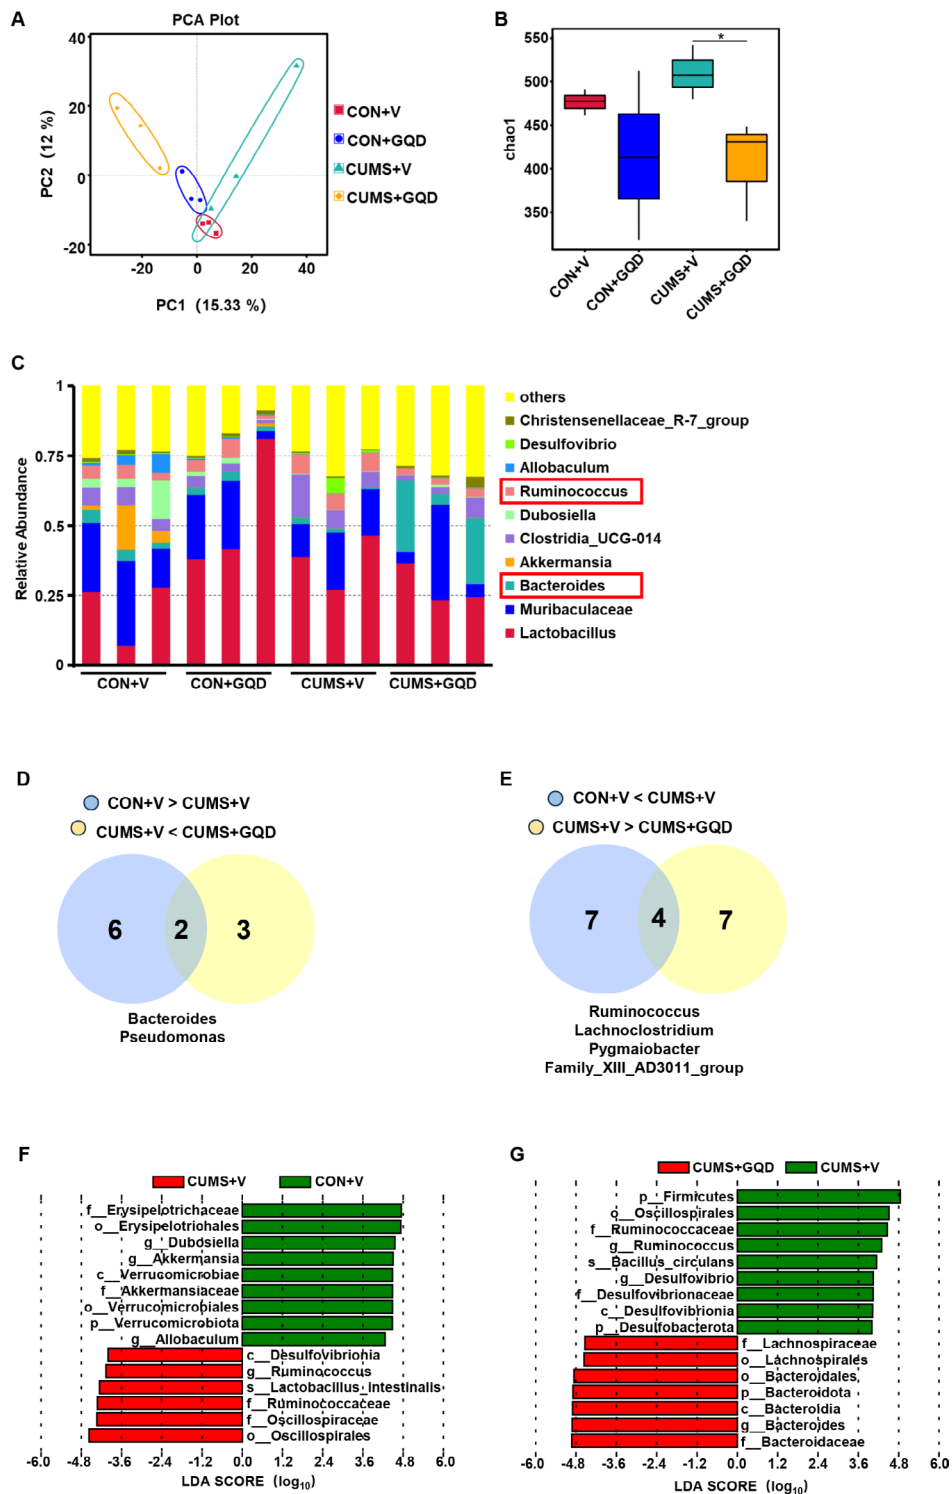 A
PCA Plot
40
20
0
-20
PC2 (12 %)
-20
0
20
40
PC1 (15.33 %)
CON+V
CON+GQD
CUMS+V
CUMS+GQD
B
550
500
450
400
350
chao1
*
CON+V
CON+GQD
CUMS+V
CUMS+GQD
C
1
0.75
0.5
0.25
0
Relative Abundance
CON+V
CON+GQD
CUMS+V
CUMS+GQD
others
Christensenellaceae_R-7_group
Desulfovibrio
Allobaculum
Ruminococcus
Dubosiella
Clostridia_UCG-014
Akkermansia
Bacteroides
Muribaculaceae
Lactobacillus
D
CON+V > CUMS+V
CUMS+V < CUMS+GQD
6
2
3
Bacteroides
Pseudomonas
E
CON+V < CUMS+V
CUMS+V > CUMS+GQD
7
4
7
Ruminococcus
Lachnoclostridium
Pygmaiobacter
Family_XIII_AD3011_group
F
CUMS+V
CON+V
f__Erysipelotrichaceae
o__Erysipelotrichales
g__Dubosiella
g__Akkermansia
c__Verrucomicrobiae
f__Akkermansiaceae
o__Verrucomicrobiales
p__Verrucomicrobiota
g__Allobaculum
c__Desulfovibrionia
g__Ruminococcus
s__Lactobacillus_intestinalis
f__Ruminococcaceae
f__Oscillospiraceae
o__Oscillospirales
-6.0 -4.8 -3.6 -2.4 -1.2 0.0 1.2 2.4 3.6 4.8 6.0
LDA SCORE (log10)
G
CUMS+GQD
CUMS+V
p__Firmicutes
o__Oscillospirales
f__Ruminococcaceae
g__Ruminococcus
s__Bacillus_circulans
g__Desulfovibrio
f__Desulfovibrionaceae
c__Desulfovibrionia
p__Desulfobacterota
f__Lachnospiraceae
o__Lachnospirales
o__Bacteroidales
p__Bacteroidota
c__Bacteroidia
g__Bacteroides
f__Bacteroidaceae
-6.0 -4.8 -3.6 -2.4 -1.2 0.0 1.2 2.4 3.6 4.8 6.0
LDA SCORE (log10)